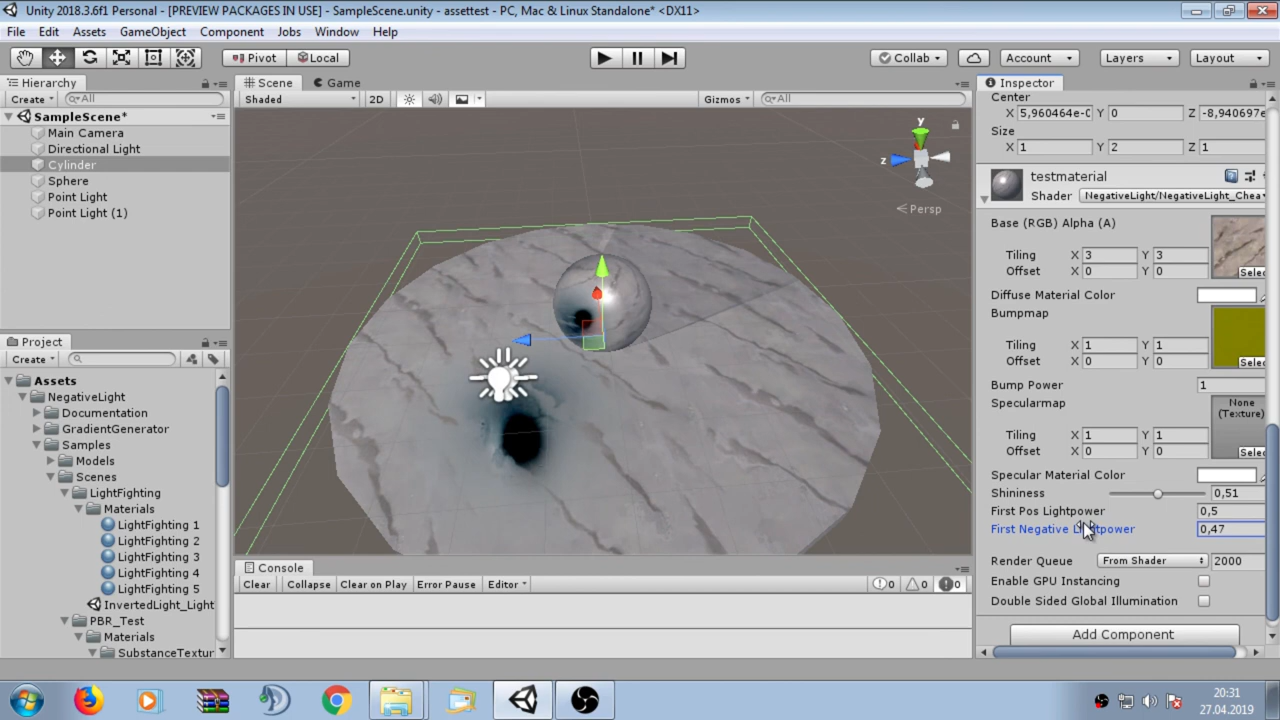 Unity 2018.3.6f1 Personal - [PREVIEW PACKAGES IN USE] - SampleScene.unity - assettest - PC, Mac & Linux Standalone* <DX11>
File Edit Assets GameObject Component Jobs Window Help
Pivot Local Collab Account Layers Layout
Hierarchy
Create All
SampleScene*
Main Camera
Directional Light
Cylinder
Sphere
Point Light
Point Light (1)
Project
Create
Assets
NegativeLight
Documentation
GradientGenerator
Samples
Models
Scenes
LightFighting
Materials
LightFighting 1
LightFighting 2
LightFighting 3
LightFighting 4
LightFighting 5
InvertedLight_Light
PBR_Test
Materials
SubstanceTextur
Scene Game
Shaded 2D Gizmos All
y
z
Persp
Console
Clear Collapse Clear on Play Error Pause Editor 0 0 0
Inspector
Center
X 5,960464e-0 Y 0 Z -8,940697e
Size
X 1 Y 2 Z 1
testmaterial
Shader NegativeLight/NegativeLight_Chea
Base (RGB) Alpha (A)
Tiling X 3 Y 3
Offset X 0 Y 0 Selec
Diffuse Material Color
Bumpmap
Tiling X 1 Y 1
Offset X 0 Y 0 Selec
Bump Power 1
Specularmap None
(Texture)
Tiling X 1 Y 1
Offset X 0 Y 0 Selec
Specular Material Color
Shininess 0,51
First Pos Lightpower 0,5
First Negative Lightpower 0,47
Render Queue From Shader 2000
Enable GPU Instancing
Double Sided Global Illumination
Add Component
20:31
27.04.2019